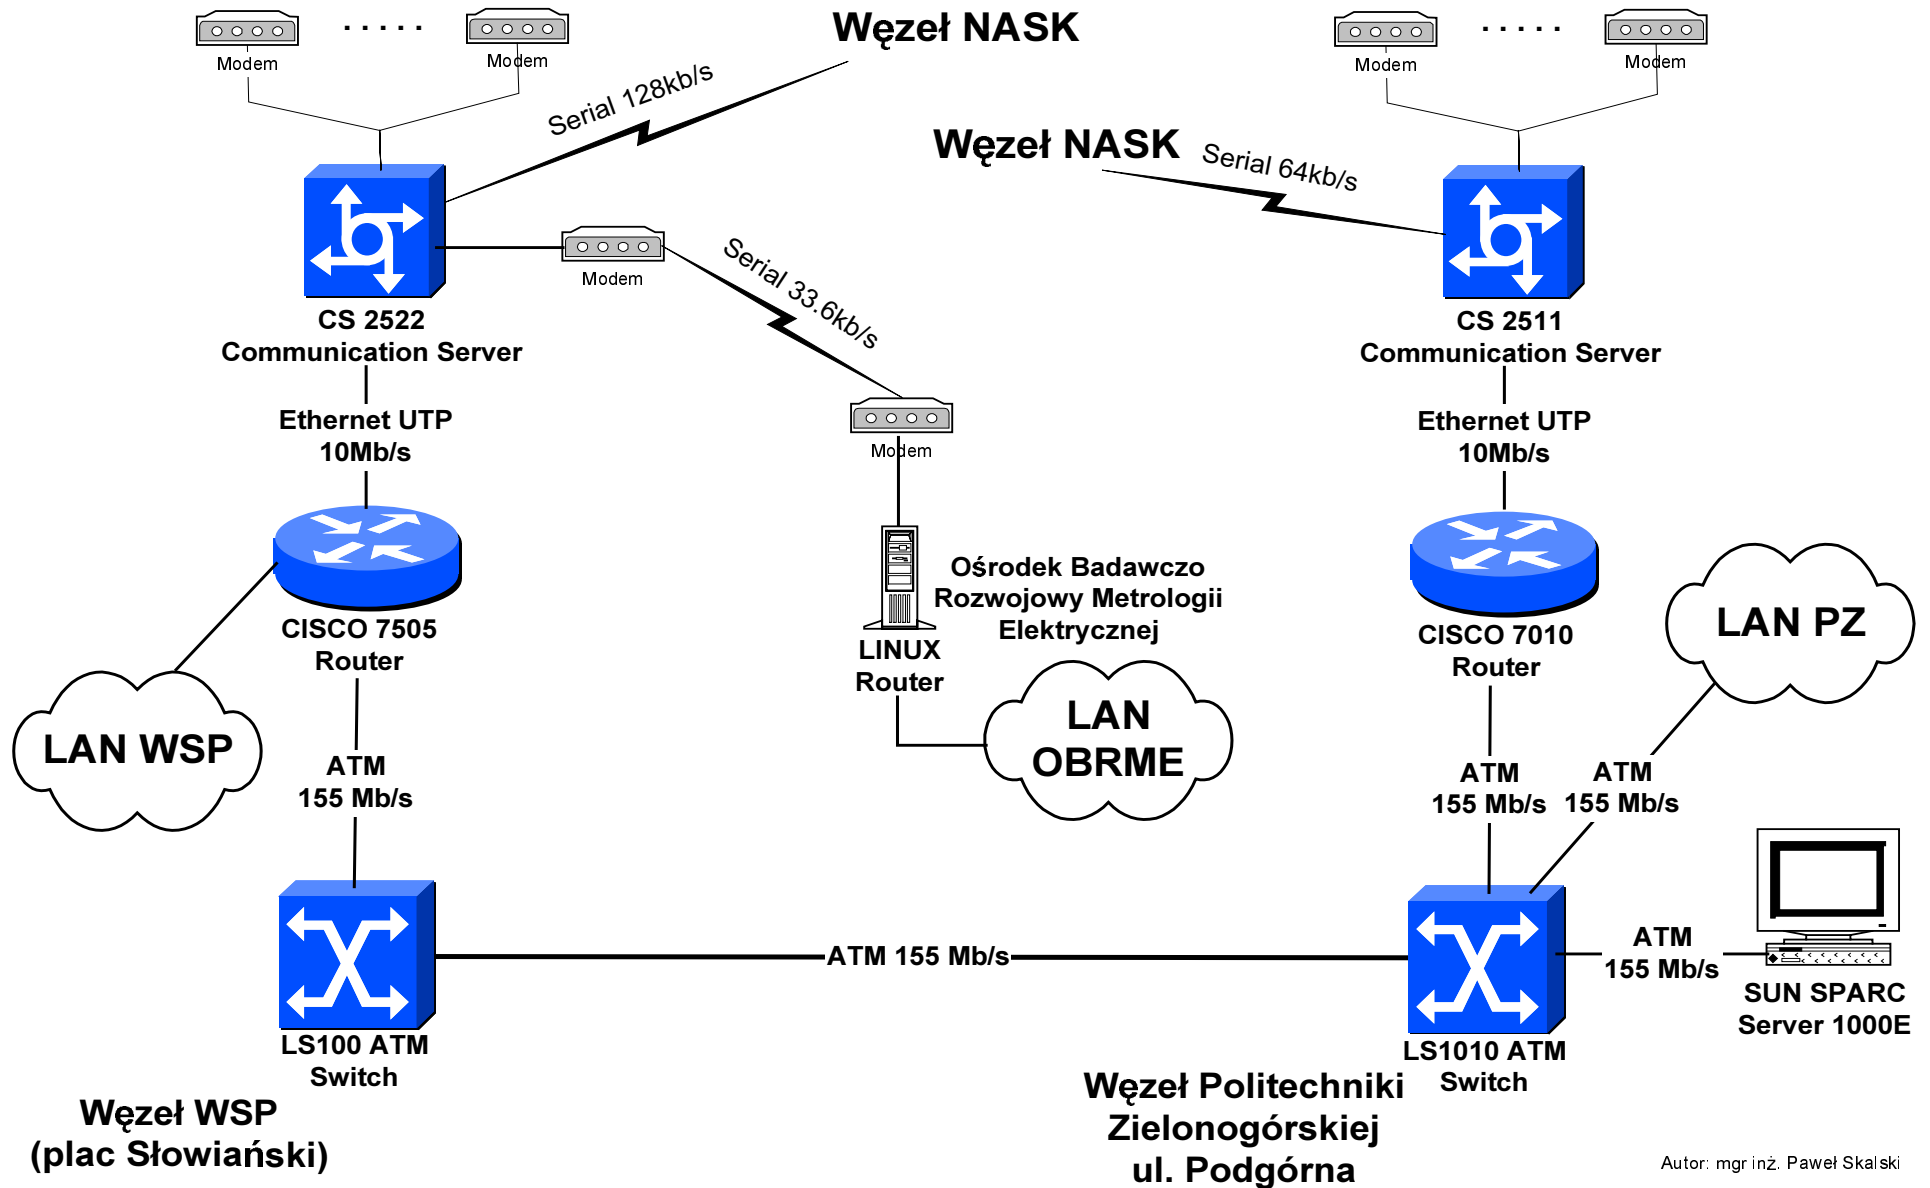 Węzeł NASK
Modem
Modem
Modem
Modem
Serial 128kb/s
Węzeł NASK
Serial 64kb/s
Modem
Serial 33.6kb/s
CS 2522
Communication Server
CS 2511
Communication Server
Ethernet UTP
10Mb/s
Modem
Ethernet UTP
10Mb/s
Ośrodek Badawczo
Rozwojowy Metrologii
Elektrycznej
CISCO 7505
Router
LINUX
Router
CISCO 7010
Router
LAN PZ
LAN WSP
LAN
OBRME
ATM
155 Mb/s
ATM
155 Mb/s
ATM
155 Mb/s
ATM 155 Mb/s
ATM
155 Mb/s
SUN SPARC
Server 1000E
LS100 ATM
Switch
LS1010 ATM
Switch
Węzeł WSP
(plac Słowiański)
Węzeł Politechniki
Zielonogórskiej
ul. Podgórna
Autor: mgr inż. Paweł Skalski